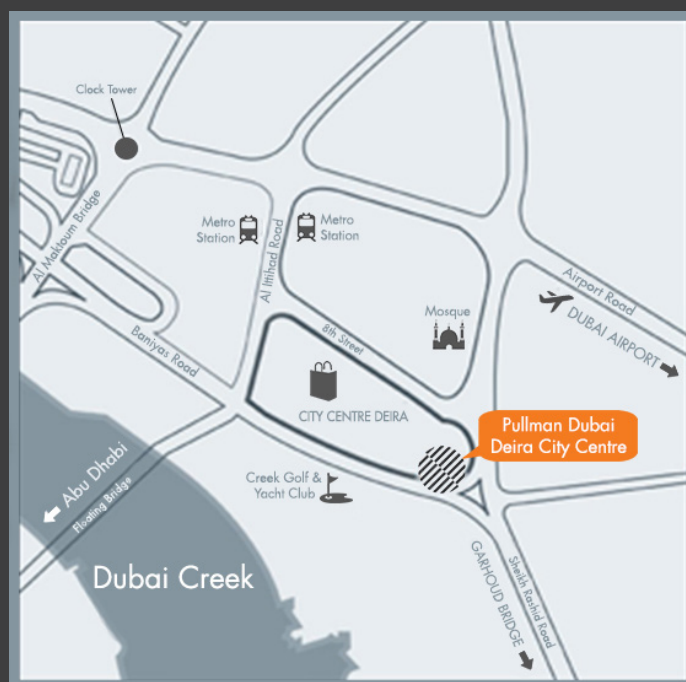 Clock Tower
Al Maktoum Bridge
Metro
Station
Al Ittihad Road
Metro
Station
Airport Road
DUBAI AIRPORT
Mosque
8th Street
Baniyas Road
CITY CENTRE DEIRA
Pullman Dubai
Deira City Centre
Creek Golf &
Yacht Club
Abu Dhabi
Floating Bridge
Dubai Creek
GARHOUD BRIDGE
Sheikh Rashid Road